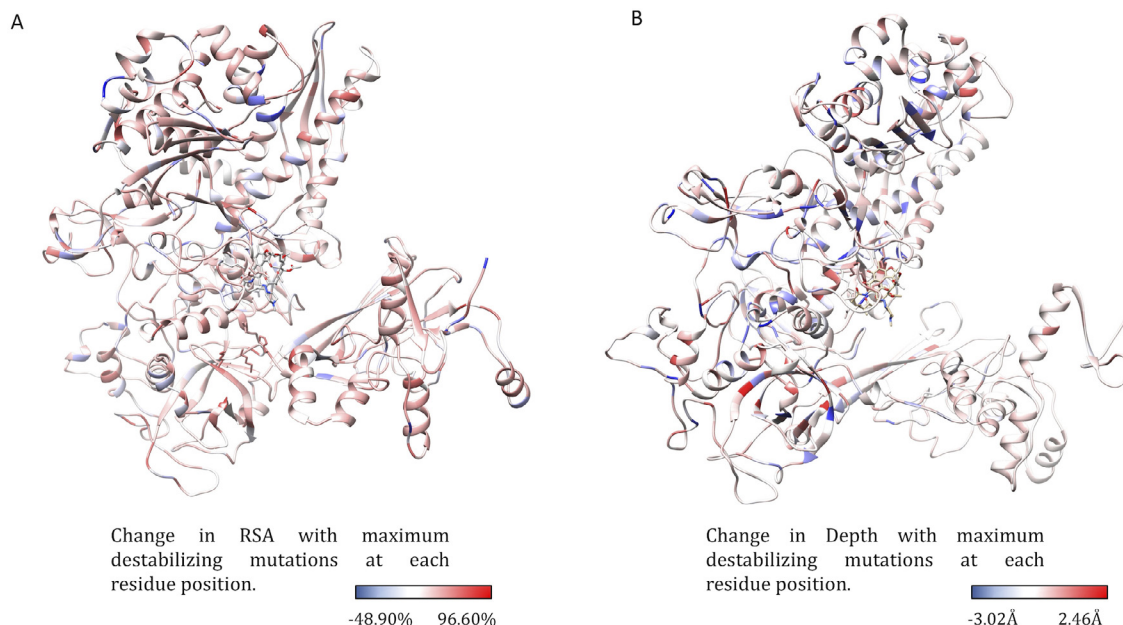 A
B
Change in RSA with maximum
destabilizing mutations at each
residue position.
-48.90% 96.60%
Change in Depth with maximum
destabilizing mutations at each
residue position.
-3.02Å 2.46Å